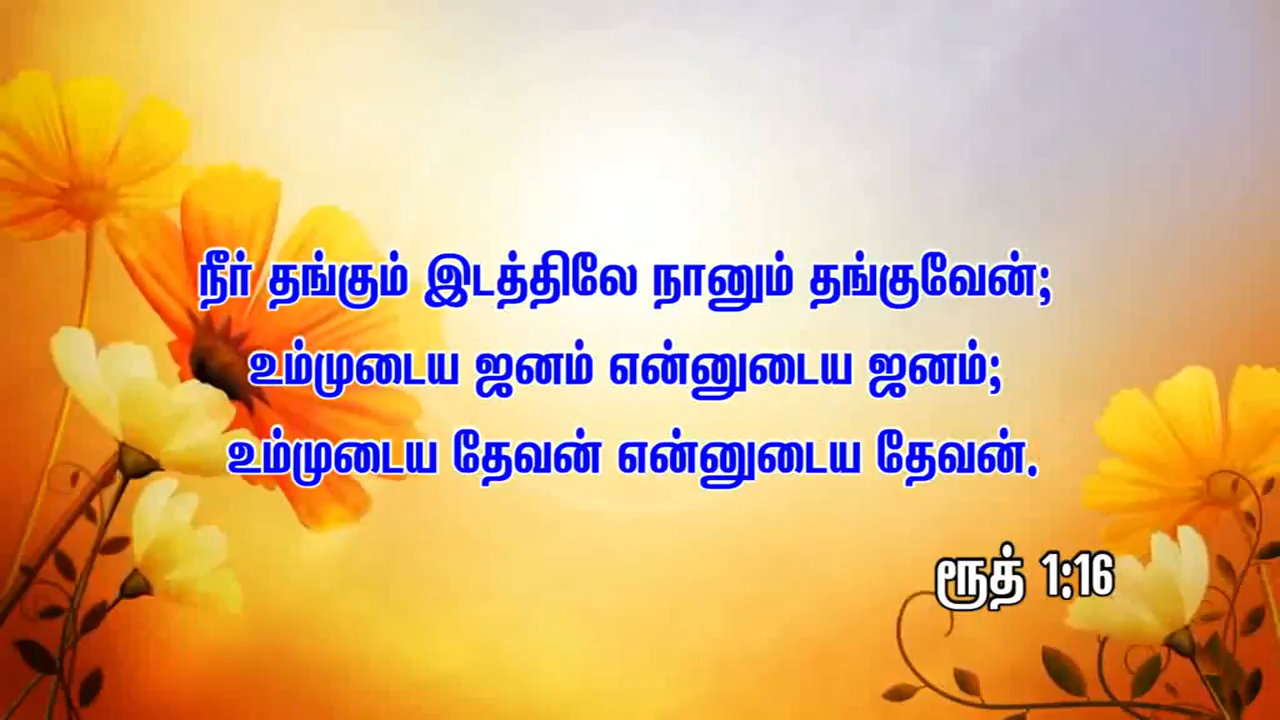 நீர் தங்கும் இடத்திலே நானும் தங்குவேன்;
உம்முடைய ஜனம் என்னுடைய ஜனம்;
உம்முடைய தேவன் என்னுடைய தேவன்.
ரூத் 1:16